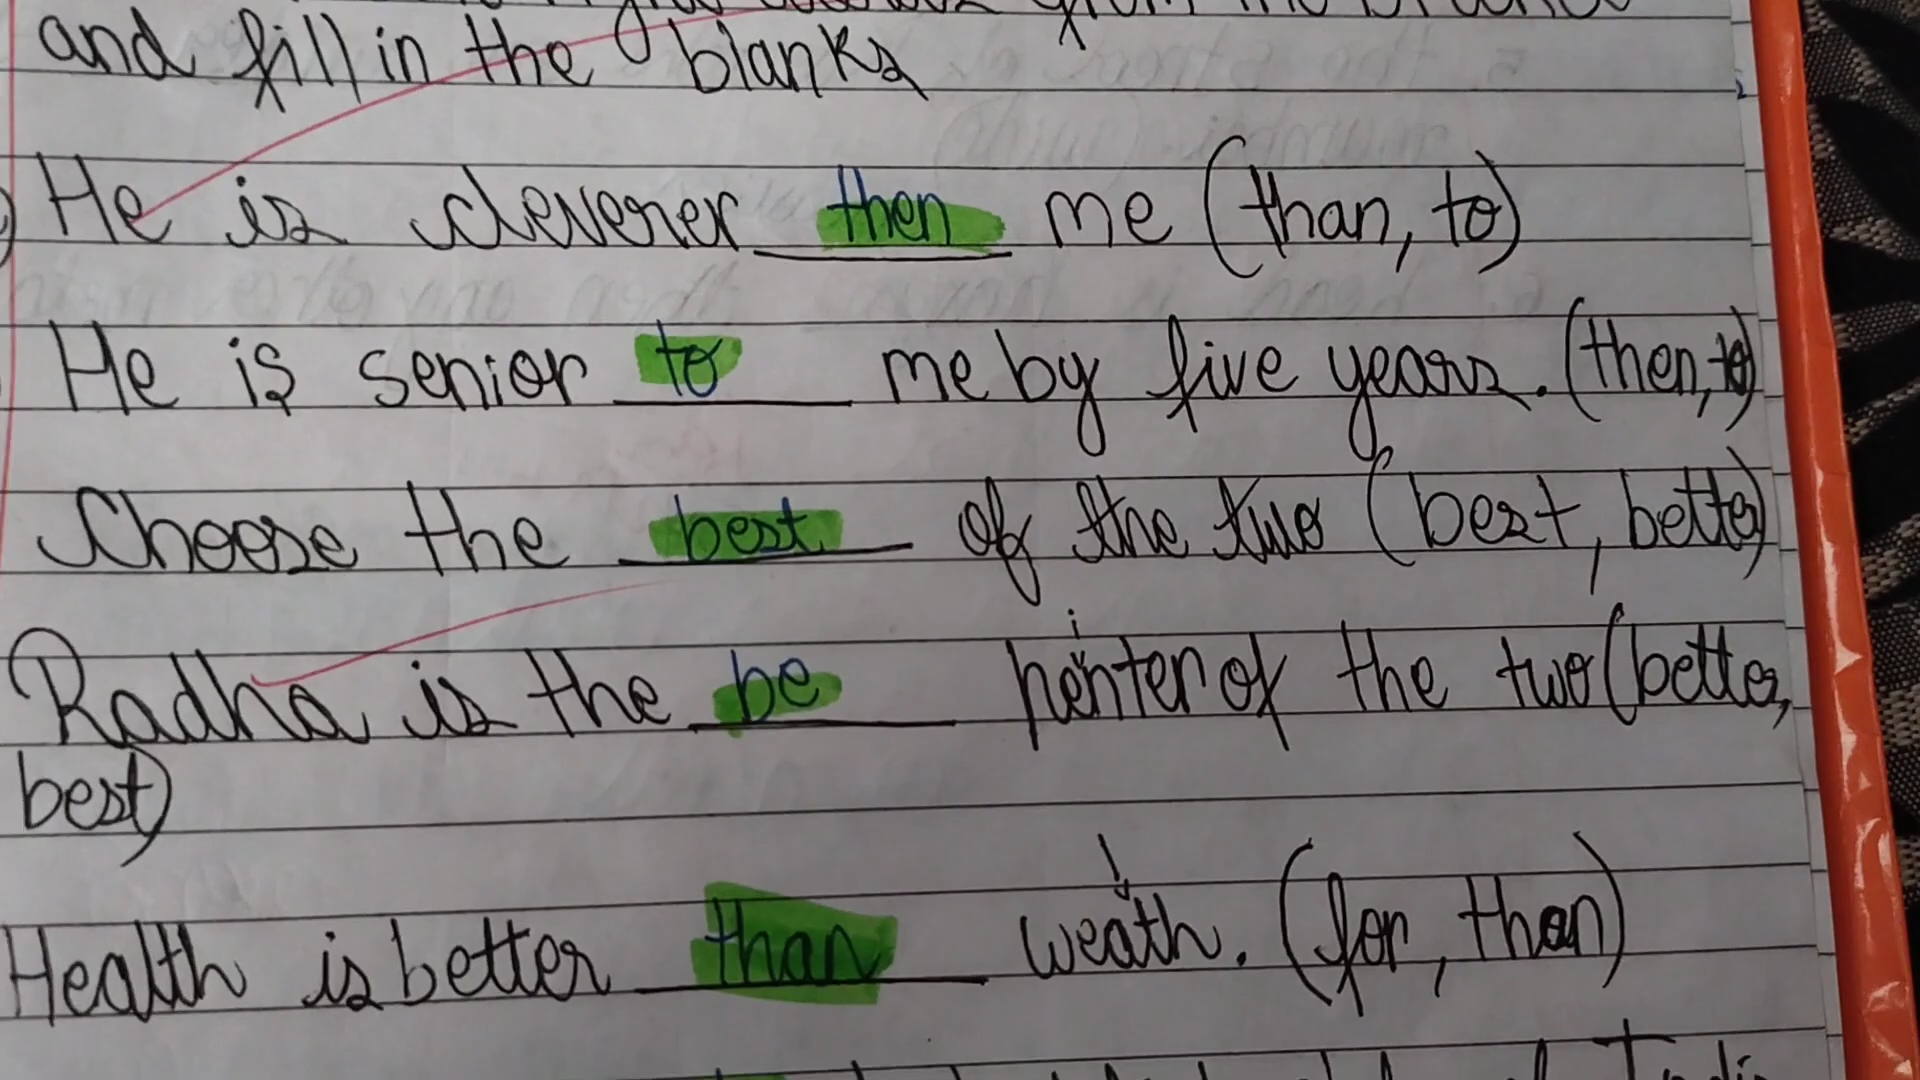 and fill in the blanks
He is cleverer then me (than, to)
He is senior to me by five years. (then, to)
Choose the best of the two (best, better)
Radha is the be painter of the two (better,
best)
Health is better than wealth. (for, than)